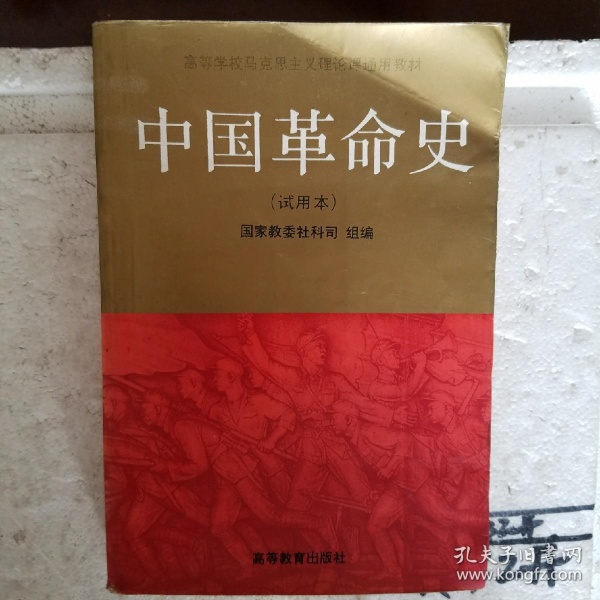 高等学校马克思主义理论课通用教材
中国革命史
(试用本)
国家教委社科司 组编
高等教育出版社
孔夫子旧书网
www.kongfz.com